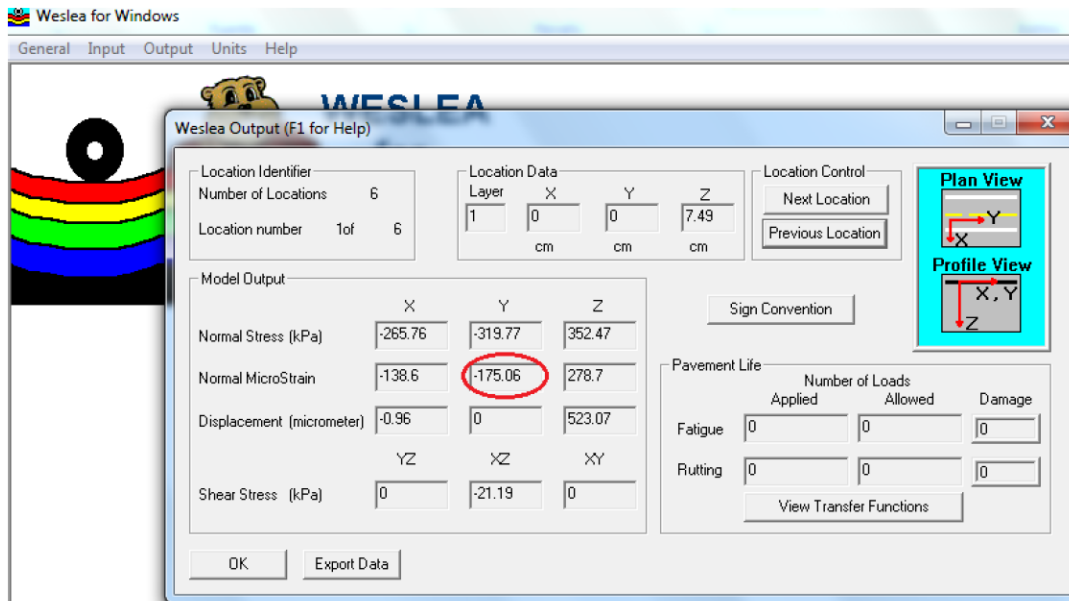 Weslea for Windows
General Input Output Units Help
WESLEA
Weslea Output (F1 for Help)
Location Identifier
Number of Locations 6
Location number 1of 6
Location Data
Layer X Y Z
1 0 0 7.49
cm cm cm
Location Control
Next Location
Previous Location
Plan View
Y
X
Profile View
X, Y
Z
Model Output
X Y Z
Normal Stress (kPa) -265.76 -319.77 352.47
Normal MicroStrain -138.6 -175.06 278.7
Displacement (micrometer) -0.96 0 523.07
YZ XZ XY
Shear Stress (kPa) 0 -21.19 0
Sign Convention
Pavement Life
Number of Loads
Applied Allowed Damage
Fatigue 0 0 0
Rutting 0 0 0
View Transfer Functions
OK Export Data